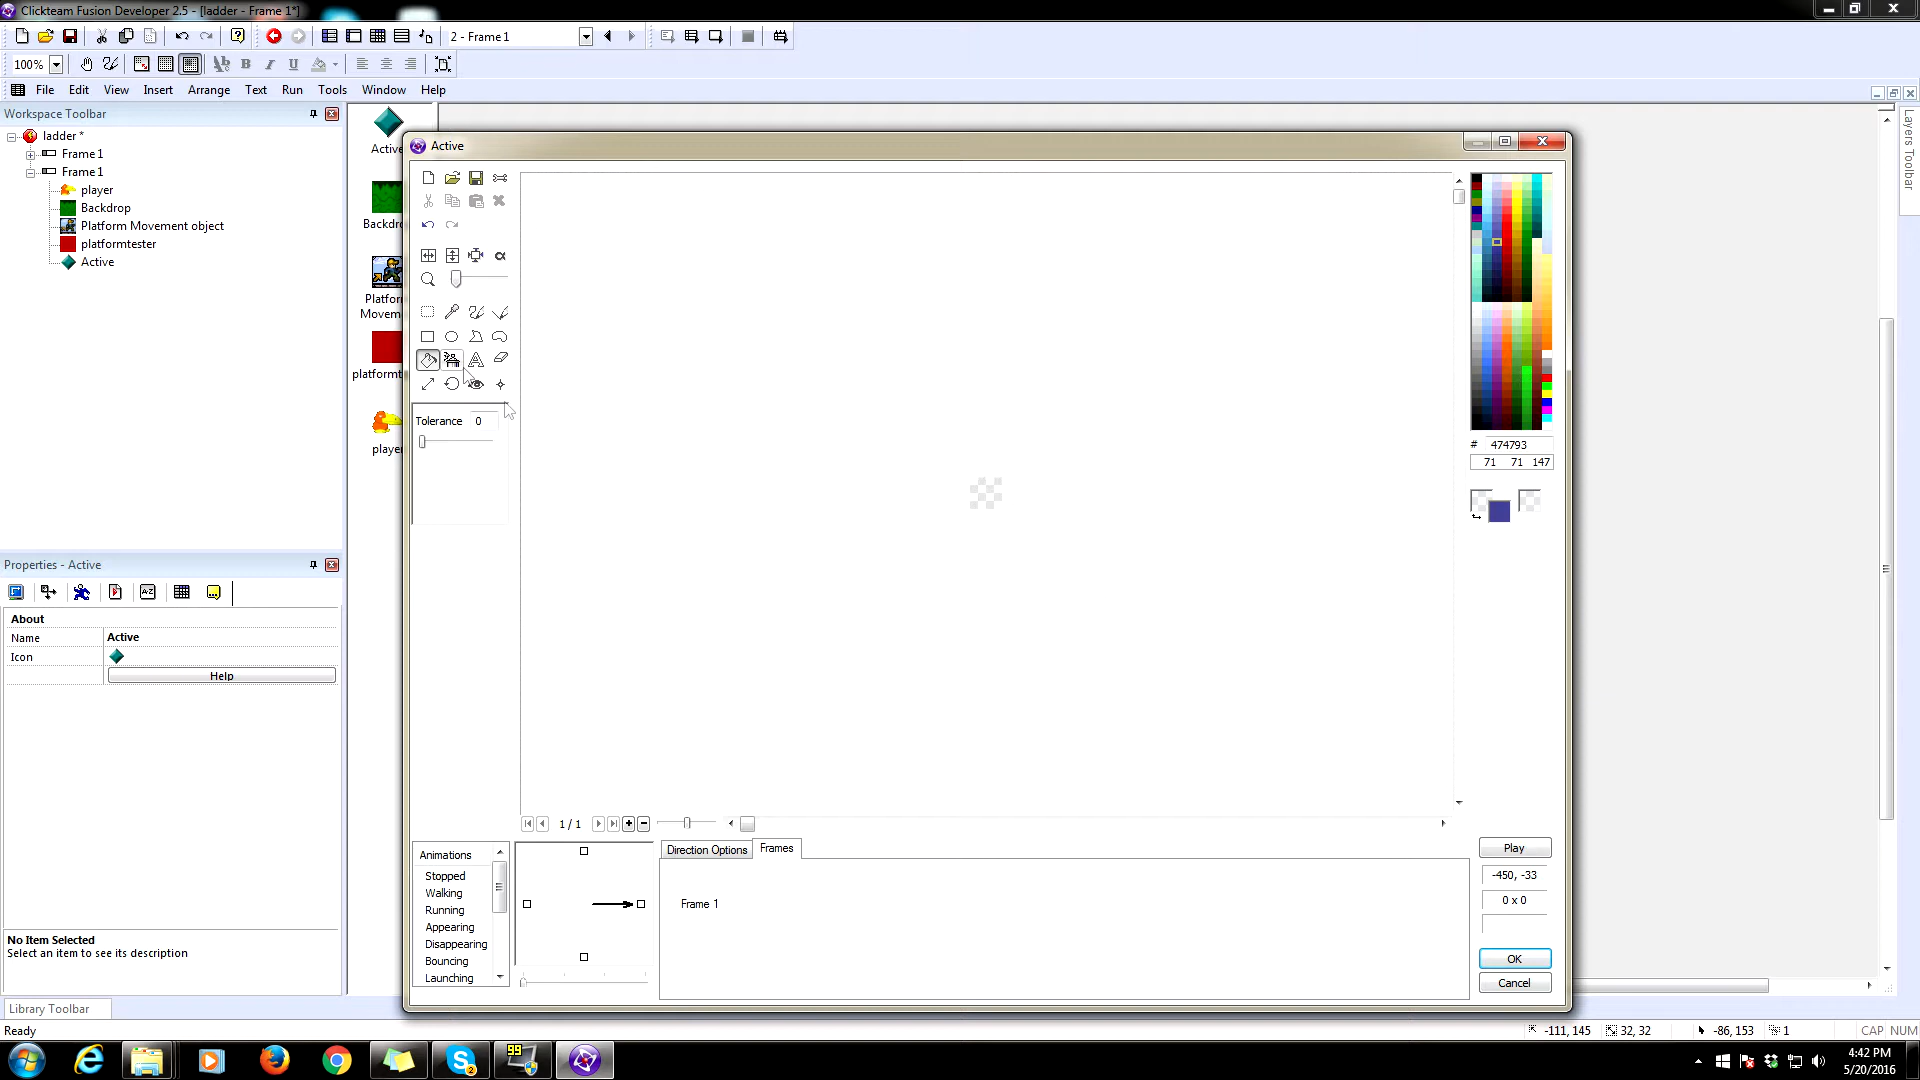 Clickteam Fusion Developer 2.5 - [ladder - Frame 1*]
2 - Frame 1
100%
File Edit View Insert Arrange Text Run Tools Window Help
Workspace Toolbar
ladder *
Frame 1
Frame 1
player
Backdrop
Platform Movement object
platformtester
Active
Active
Backdr
Platforr
Movem
platformt
player
Layers Toolbar
Active
Tolerance 0
# 474793
71 71 147
1 / 1
Animations
Stopped
Walking
Running
Appearing
Disappearing
Bouncing
Launching
Direction Options Frames
Frame 1
Play
-450, -33
0 x 0
OK
Cancel
Properties - Active
About
Name Active
Icon
Help
No Item Selected
Select an item to see its description
Library Toolbar
Ready
-111, 145 32, 32 -86, 153 1 CAP NUM
99
2
4:42 PM
5/20/2016